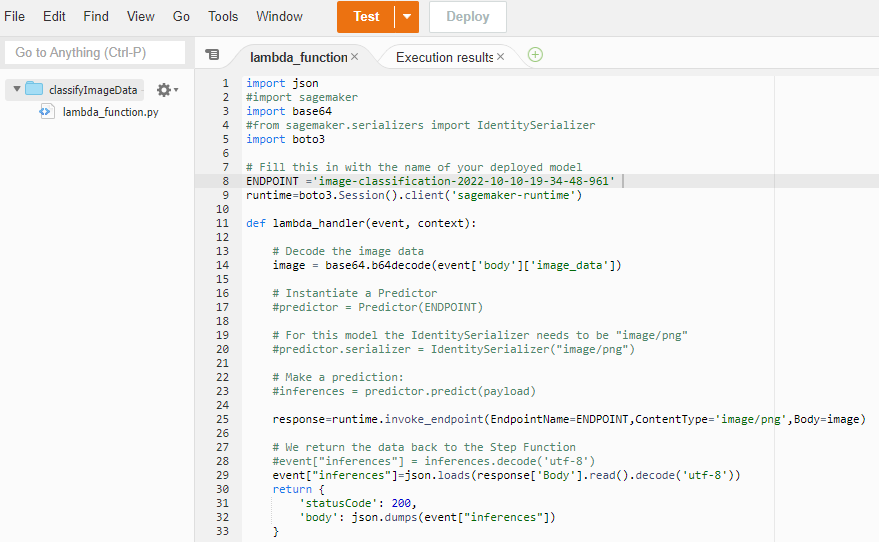 File Edit Find View Go Tools Window Test Deploy
Go to Anything (Ctrl-P)
lambda_function Execution results
classifyImageData
lambda_function.py
1 import json
2 #import sagemaker
3 import base64
4 #from sagemaker.serializers import IdentitySerializer
5 import boto3
6
7 # Fill this in with the name of your deployed model
8 ENDPOINT ='image-classification-2022-10-10-19-34-48-961'
9 runtime=boto3.Session().client('sagemaker-runtime')
10
11 def lambda_handler(event, context):
12
13     # Decode the image data
14     image = base64.b64decode(event['body']['image_data'])
15
16     # Instantiate a Predictor
17     #predictor = Predictor(ENDPOINT)
18
19     # For this model the IdentitySerializer needs to be "image/png"
20     #predictor.serializer = IdentitySerializer("image/png")
21
22     # Make a prediction:
23     #inferences = predictor.predict(payload)
24
25     response=runtime.invoke_endpoint(EndpointName=ENDPOINT,ContentType='image/png',Body=image)
26
27     # We return the data back to the Step Function
28     #event["inferences"] = inferences.decode('utf-8')
29     event["inferences"]=json.loads(response['Body'].read().decode('utf-8'))
30     return {
31         'statusCode': 200,
32         'body': json.dumps(event["inferences"])
33     }